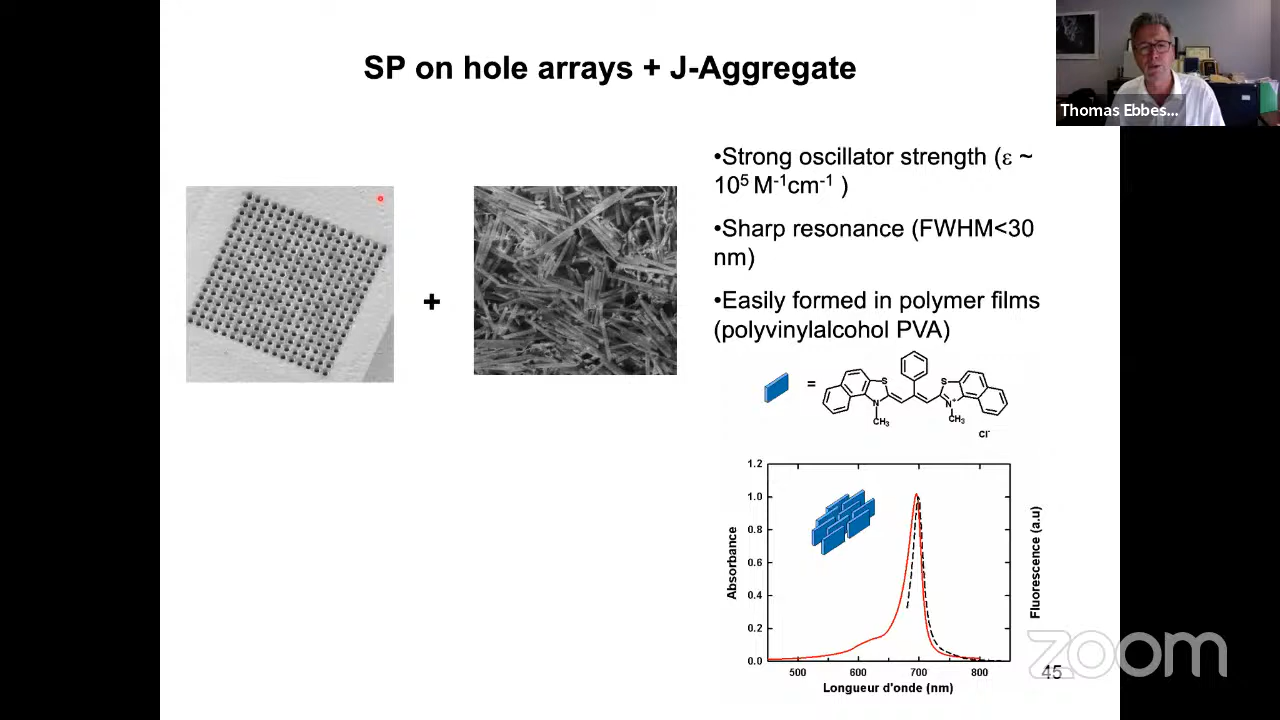 SP on hole arrays + J-Aggregate
Thomas Ebbes...
•Strong oscillator strength (ε ~
10⁵ M⁻¹cm⁻¹ )
•Sharp resonance (FWHM<30
nm)
•Easily formed in polymer films
(polyvinylalcohol PVA)
+
=
S
S
N
N⁺
CH₃
CH₃
Cl⁻
1.2
1.0
0.8
0.6
0.4
0.2
0.0
Absorbance
Fluorescence (a.u)
500 600 700 800
Longueur d'onde (nm)
45
zoom